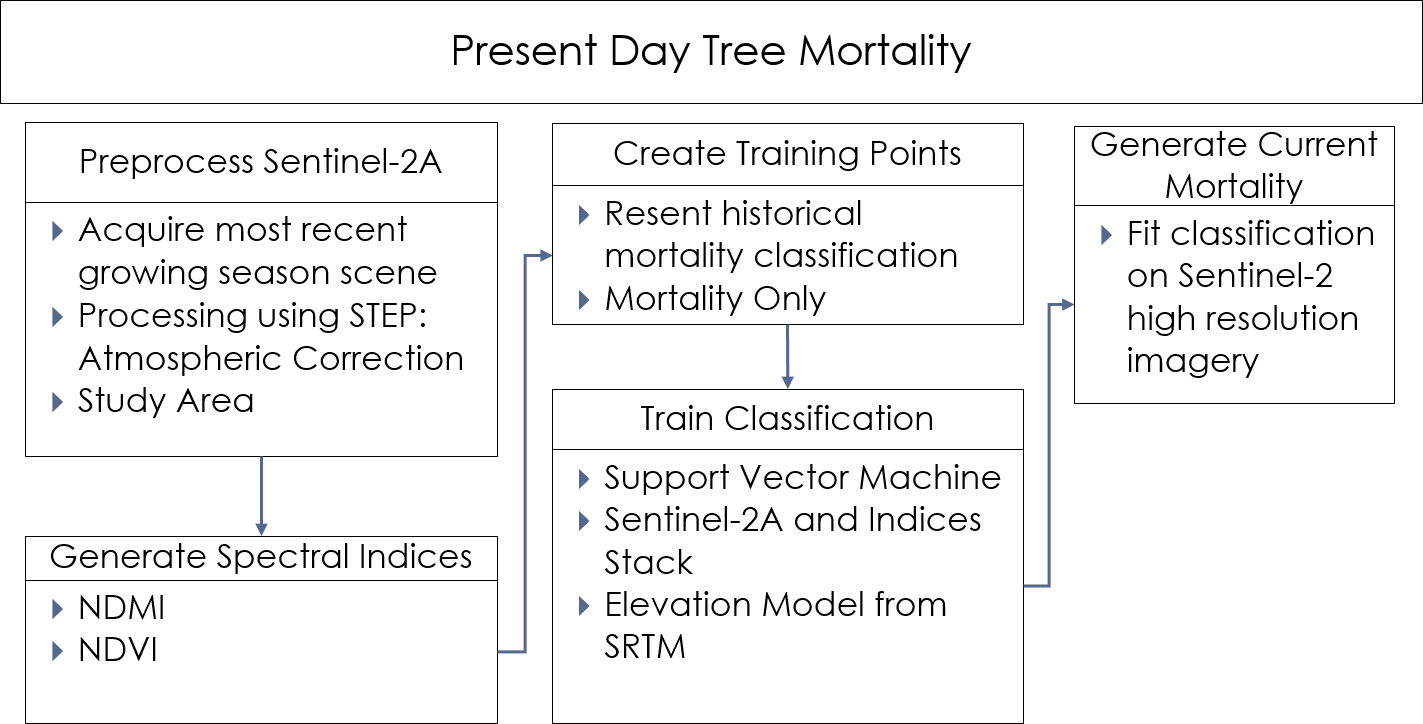 Present Day Tree Mortality
Preprocess Sentinel-2A
Acquire most recent
growing season scene
Processing using STEP:
Atmospheric Correction
Study Area
Generate Spectral Indices
NDMI
NDVI
Create Training Points
Resent historical
mortality classification
Mortality Only
Train Classification
Support Vector Machine
Sentinel-2A and Indices
Stack
Elevation Model from
SRTM
Generate Current
Mortality
Fit classification
on Sentinel-2
high resolution
imagery